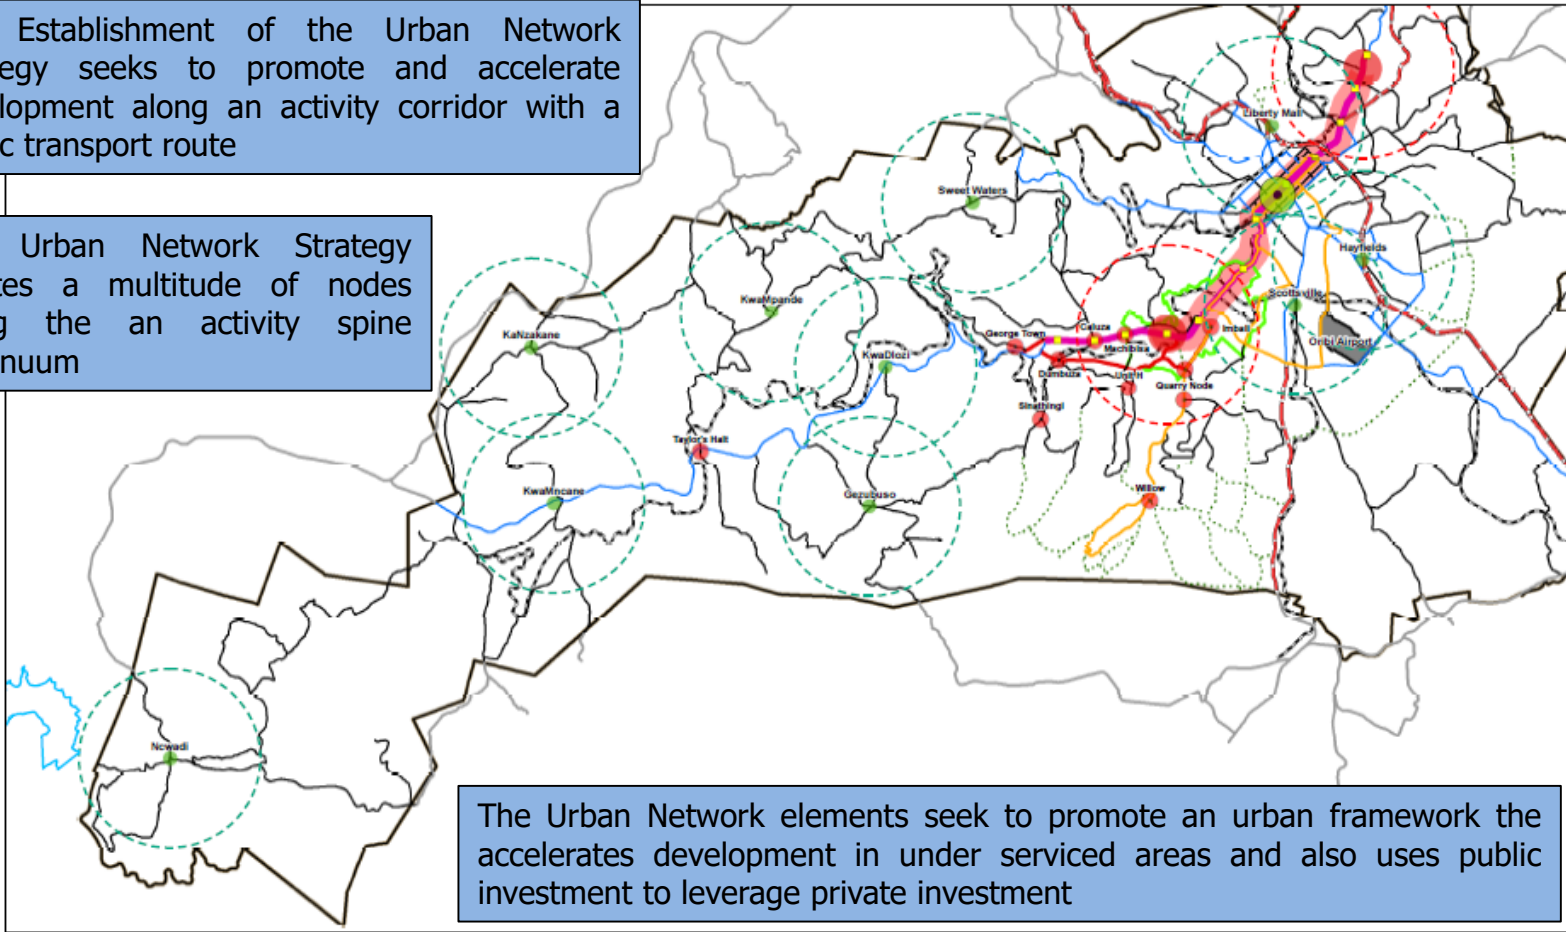 Establishment of the Urban Network
egy seeks to promote and accelerate
lopment along an activity corridor with a
c transport route
Urban Network Strategy
tes a multitude of nodes
g the an activity spine
nuum
Liberty Mall
Sweet Waters
Hayfields
KwaMpande
Scottsville
KaNzakane
George Town
Caluza
Imbali
Machibisa
Oribi Airport
KwaDlozi
Dumbuza
Unit H
Quarry Node
Sinathingi
Taylor's Halt
KwaMncane
Gezubuso
Willow
Ncwadi
The Urban Network elements seek to promote an urban framework the
accelerates development in under serviced areas and also uses public
investment to leverage private investment